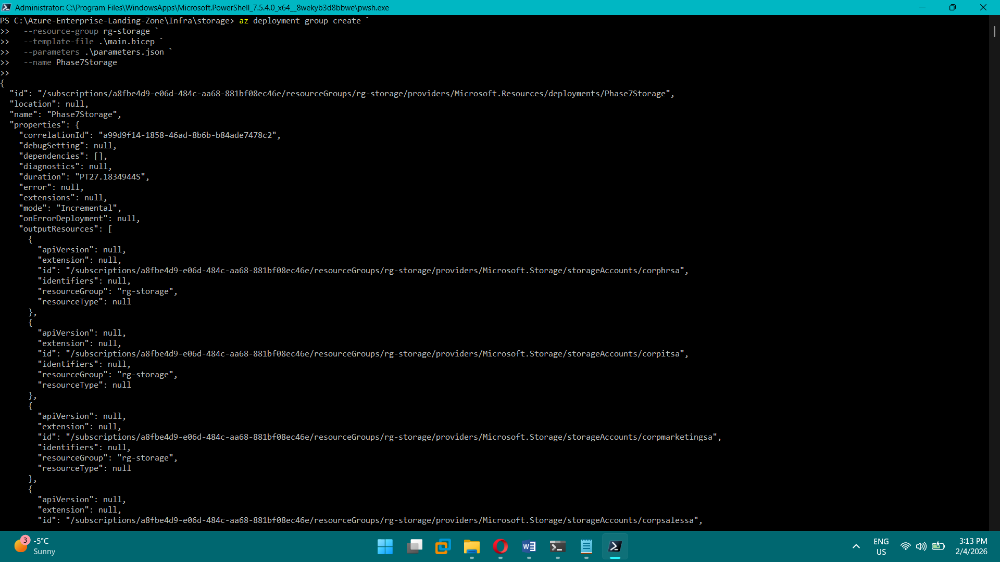 Administrator: C:\Program Files\WindowsApps\Microsoft.PowerShell_7.5.4.0_x64__8wekyb3d8bbwe\pwsh.exe
PS C:\Azure-Enterprise-Landing-Zone\Infra\storage> az deployment group create `
>>   --resource-group rg-storage `
>>   --template-file .\main.bicep `
>>   --parameters .\parameters.json `
>>   --name Phase7Storage
>>
{
  "id": "/subscriptions/a8fbe4d9-e06d-484c-aa68-881bf08ec46e/resourceGroups/rg-storage/providers/Microsoft.Resources/deployments/Phase7Storage",
  "location": null,
  "name": "Phase7Storage",
  "properties": {
    "correlationId": "a99d9f14-1858-46ad-8b6b-b84ade7478c2",
    "debugSetting": null,
    "dependencies": [],
    "diagnostics": null,
    "duration": "PT27.1834944S",
    "error": null,
    "extensions": null,
    "mode": "Incremental",
    "onErrorDeployment": null,
    "outputResources": [
      {
        "apiVersion": null,
        "extension": null,
        "id": "/subscriptions/a8fbe4d9-e06d-484c-aa68-881bf08ec46e/resourceGroups/rg-storage/providers/Microsoft.Storage/storageAccounts/corphrsa",
        "identifiers": null,
        "resourceGroup": "rg-storage",
        "resourceType": null
      },
      {
        "apiVersion": null,
        "extension": null,
        "id": "/subscriptions/a8fbe4d9-e06d-484c-aa68-881bf08ec46e/resourceGroups/rg-storage/providers/Microsoft.Storage/storageAccounts/corpitsa",
        "identifiers": null,
        "resourceGroup": "rg-storage",
        "resourceType": null
      },
      {
        "apiVersion": null,
        "extension": null,
        "id": "/subscriptions/a8fbe4d9-e06d-484c-aa68-881bf08ec46e/resourceGroups/rg-storage/providers/Microsoft.Storage/storageAccounts/corpmarketingsa",
        "identifiers": null,
        "resourceGroup": "rg-storage",
        "resourceType": null
      },
      {
        "apiVersion": null,
        "extension": null,
        "id": "/subscriptions/a8fbe4d9-e06d-484c-aa68-881bf08ec46e/resourceGroups/rg-storage/providers/Microsoft.Storage/storageAccounts/corpsalessa",
3
-5°C
Sunny
W
ENG
US
3:13 PM
2/4/2026